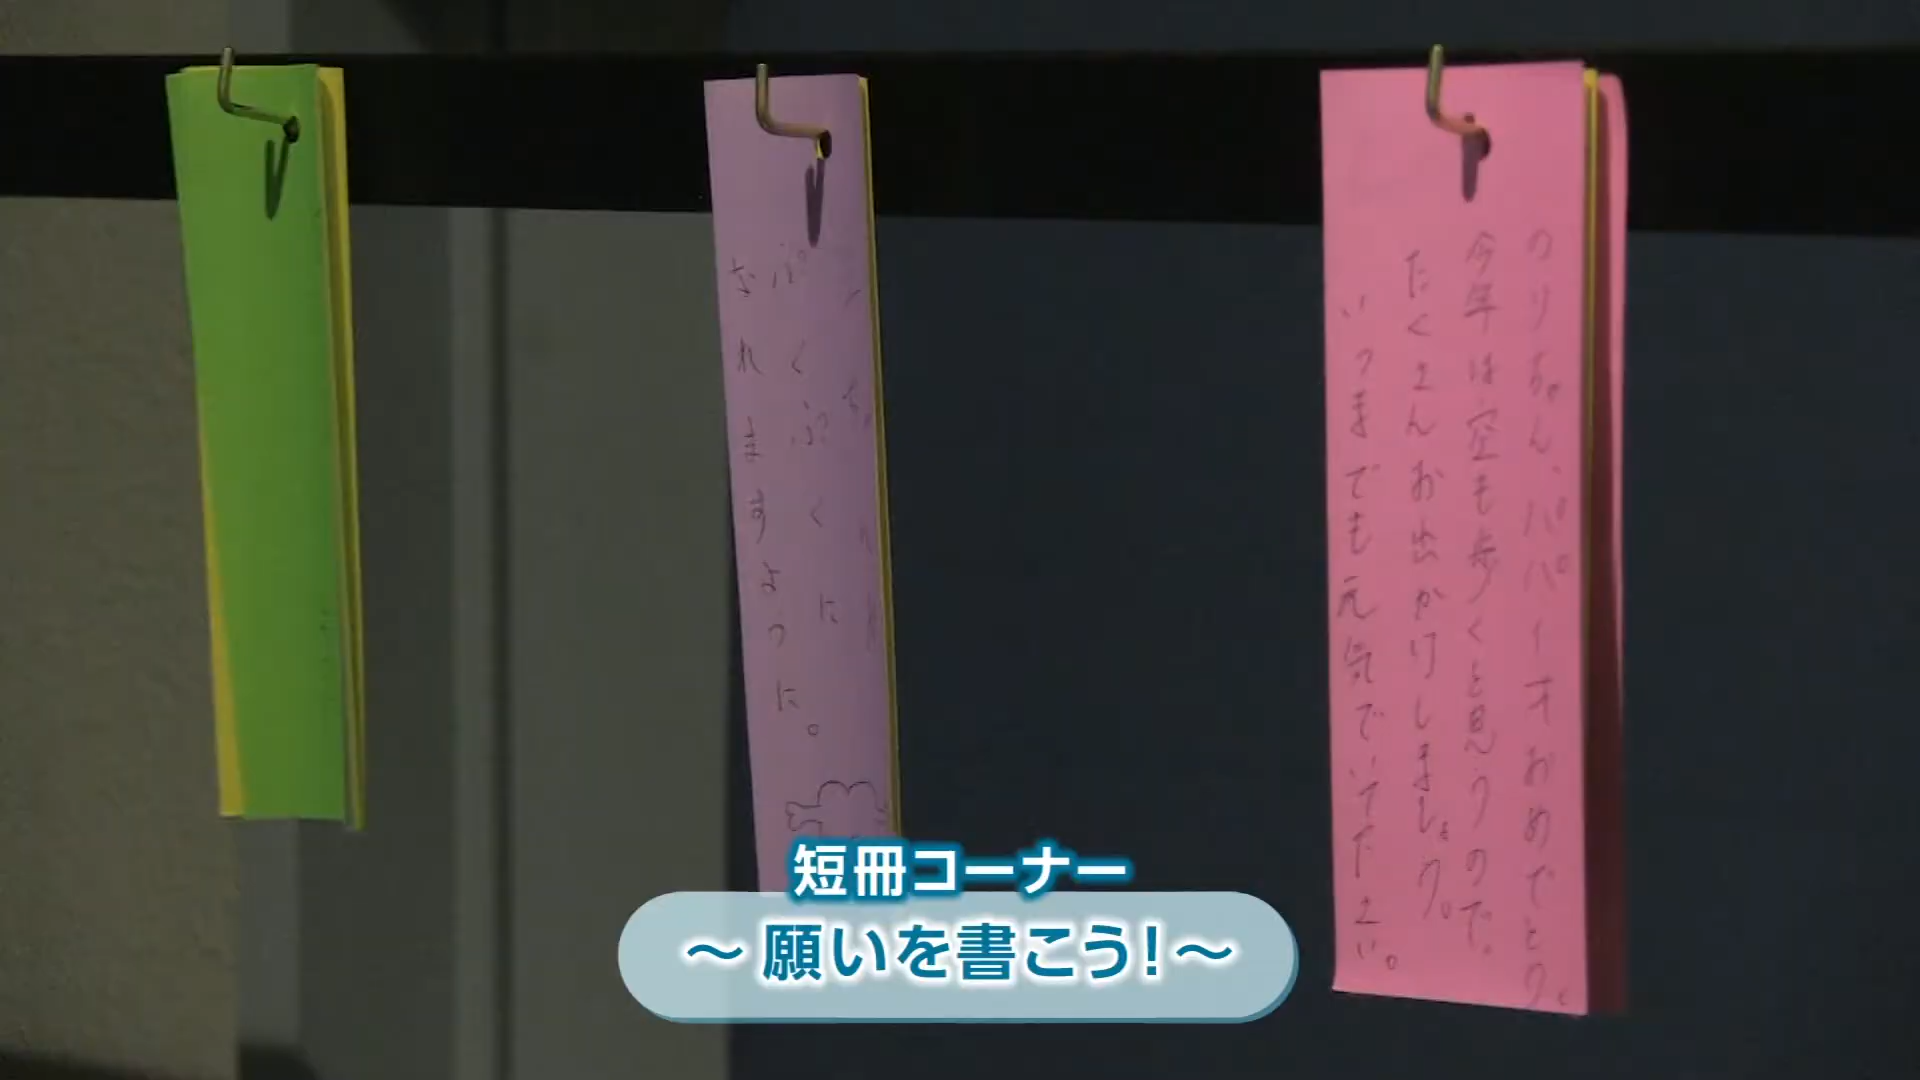 のりちゃん、パパイオおめでとう。
今年は空も歩くと思うので。
たくさんお出かけしましょう。
いつまでも元気でいて下さい。
ぷくぷくに
なれますように。
短冊コーナー
～願いを書こう！～